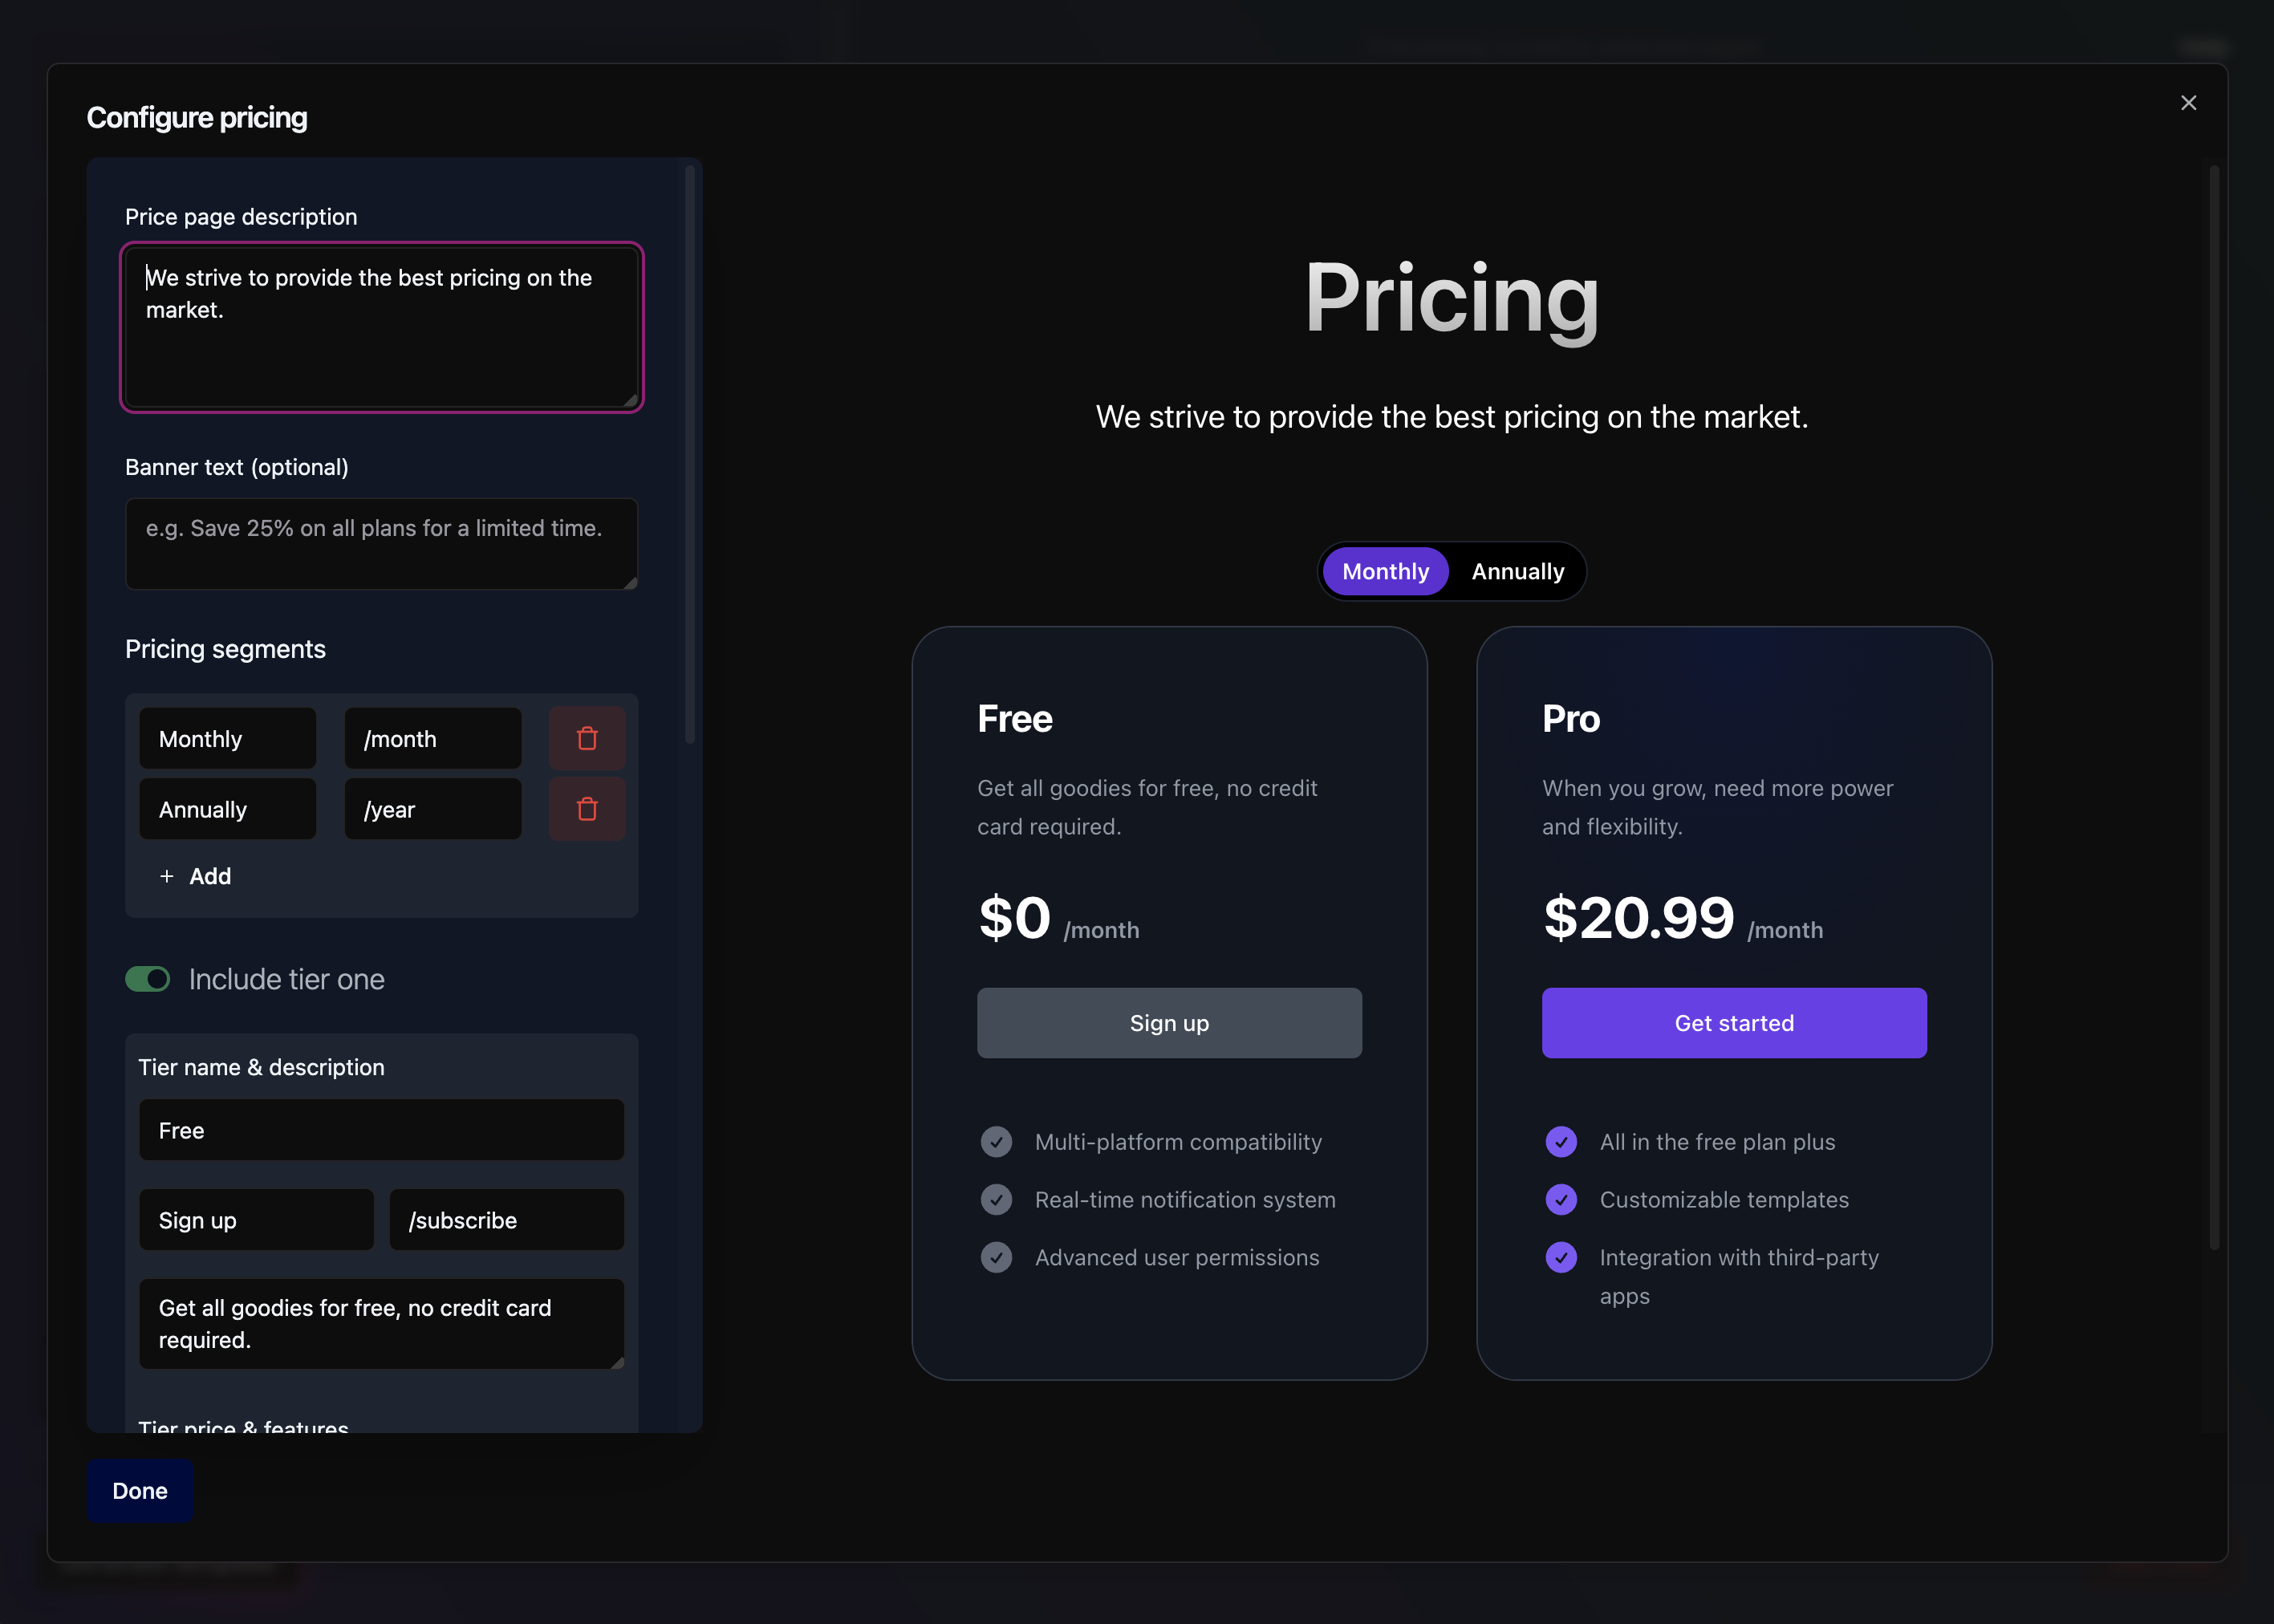 Configure pricing
Price page description
We strive to provide the best pricing on the
market.
Banner text (optional)
e.g. Save 25% on all plans for a limited time.
Pricing segments
Monthly
/month
Annually
/year
+ Add
Include tier one
Tier name & description
Free
Sign up
/subscribe
Get all goodies for free, no credit card
required.
Tier price & features
Done
Pricing
We strive to provide the best pricing on the market.
Monthly
Annually
Free
Get all goodies for free, no credit
card required.
$0 /month
Sign up
Multi-platform compatibility
Real-time notification system
Advanced user permissions
Pro
When you grow, need more power
and flexibility.
$20.99 /month
Get started
All in the free plan plus
Customizable templates
Integration with third-party
apps